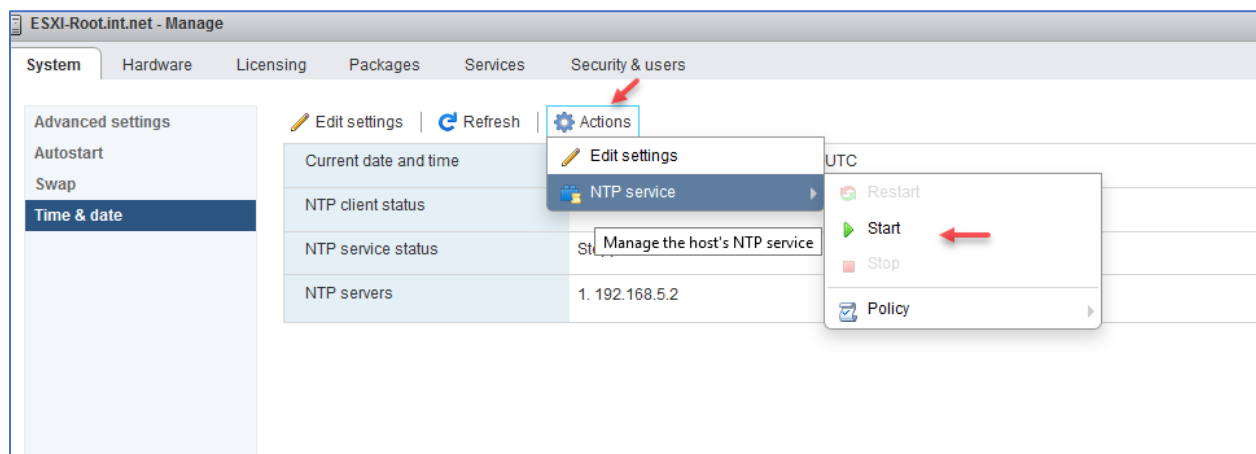 ESXI-Root.int.net - Manage
System Hardware Licensing Packages Services Security & users
Advanced settings
Autostart
Swap
Time & date
Edit settings Refresh Actions
Current date and time UTC
NTP client status
NTP service status
NTP servers 1. 192.168.5.2
Edit settings
NTP service
Manage the host's NTP service
Restart
Start
Stop
Policy